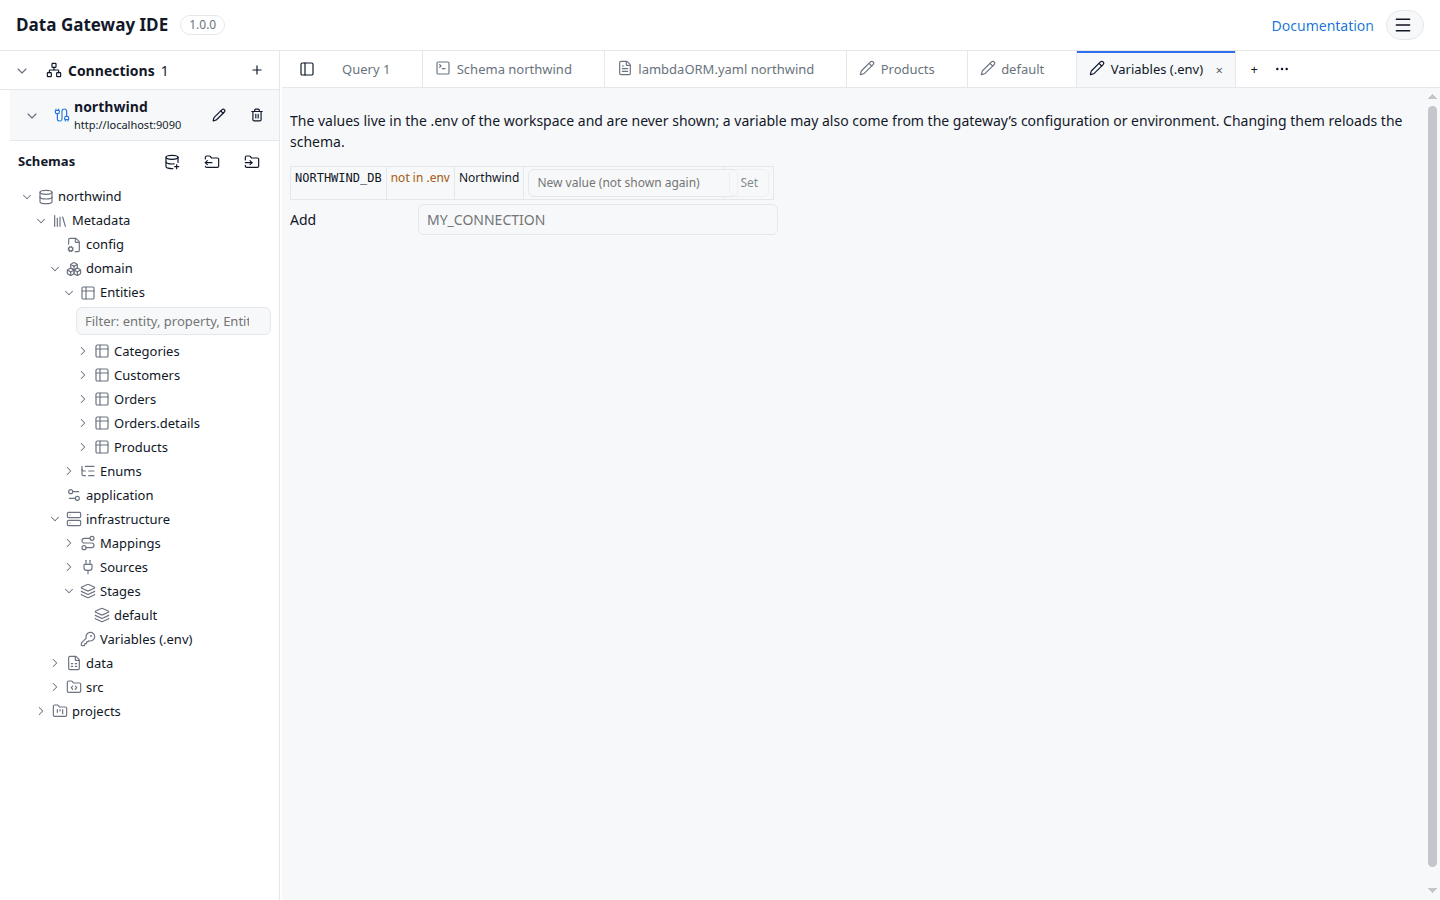 Data Gateway IDE 1.0.0 Documentation
Connections 1
northwind
http://localhost:9090
Schemas
northwind
Metadata
config
domain
Entities
Filter: entity, property, Entit
Categories
Customers
Orders
Orders.details
Products
Enums
application
infrastructure
Mappings
Sources
Stages
default
Variables (.env)
data
src
projects
Query 1 Schema northwind lambdaORM.yaml northwind Products default Variables (.env) × + ···
The values live in the .env of the workspace and are never shown; a variable may also come from the gateway's configuration or environment. Changing them reloads the
schema.
NORTHWIND_DB not in .env Northwind New value (not shown again) Set
Add MY_CONNECTION